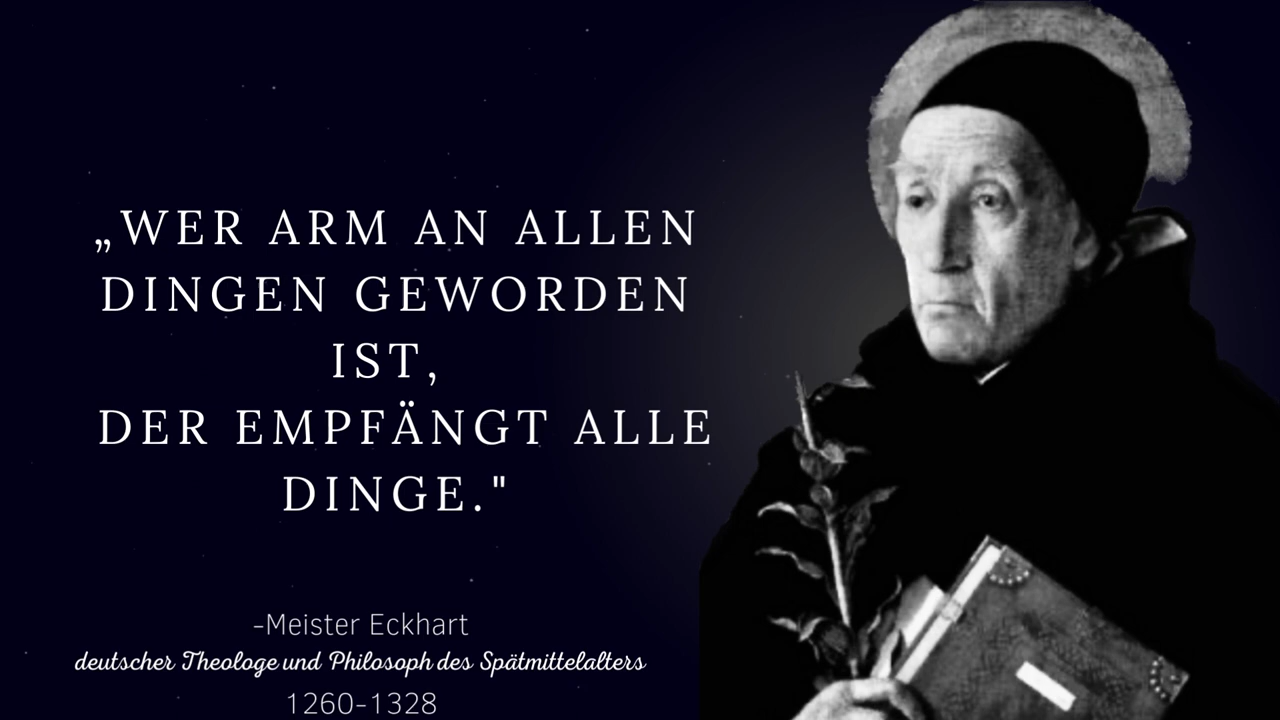 „WER ARM AN ALLEN
DINGEN GEWORDEN
IST,
DER EMPFÄNGT ALLE
DINGE."
-Meister Eckhart
deutscher Theologe und Philosoph des Spätmittelalters
1260-1328